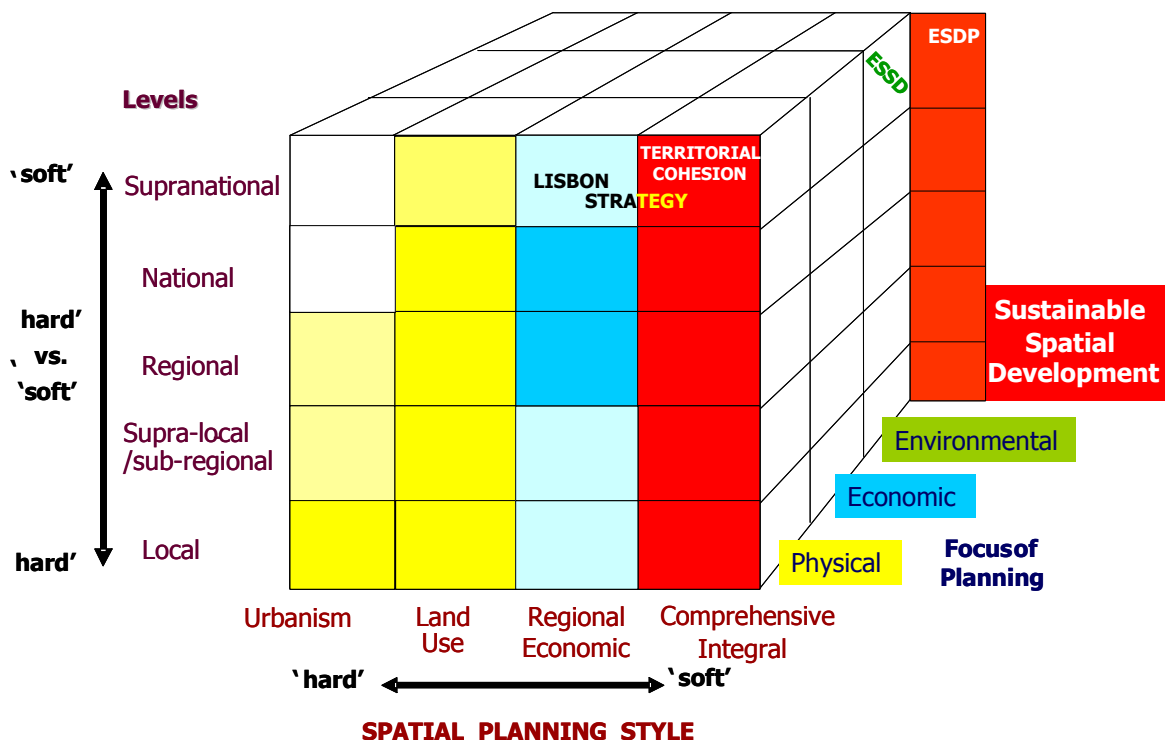 ESDP
ESSD
Levels
'soft'
Supranational
TERRITORIAL
COHESION
LISBON
STRATEGY
National
hard'
vs.
'
'soft'
Regional
Supra-local
/sub-regional
hard'
Local
Sustainable
Spatial
Development
Environmental
Economic
Physical
Focusof
Planning
Urbanism
Land
Use
Regional
Economic
Comprehensive
Integral
'hard'
'soft'
SPATIAL PLANNING STYLE